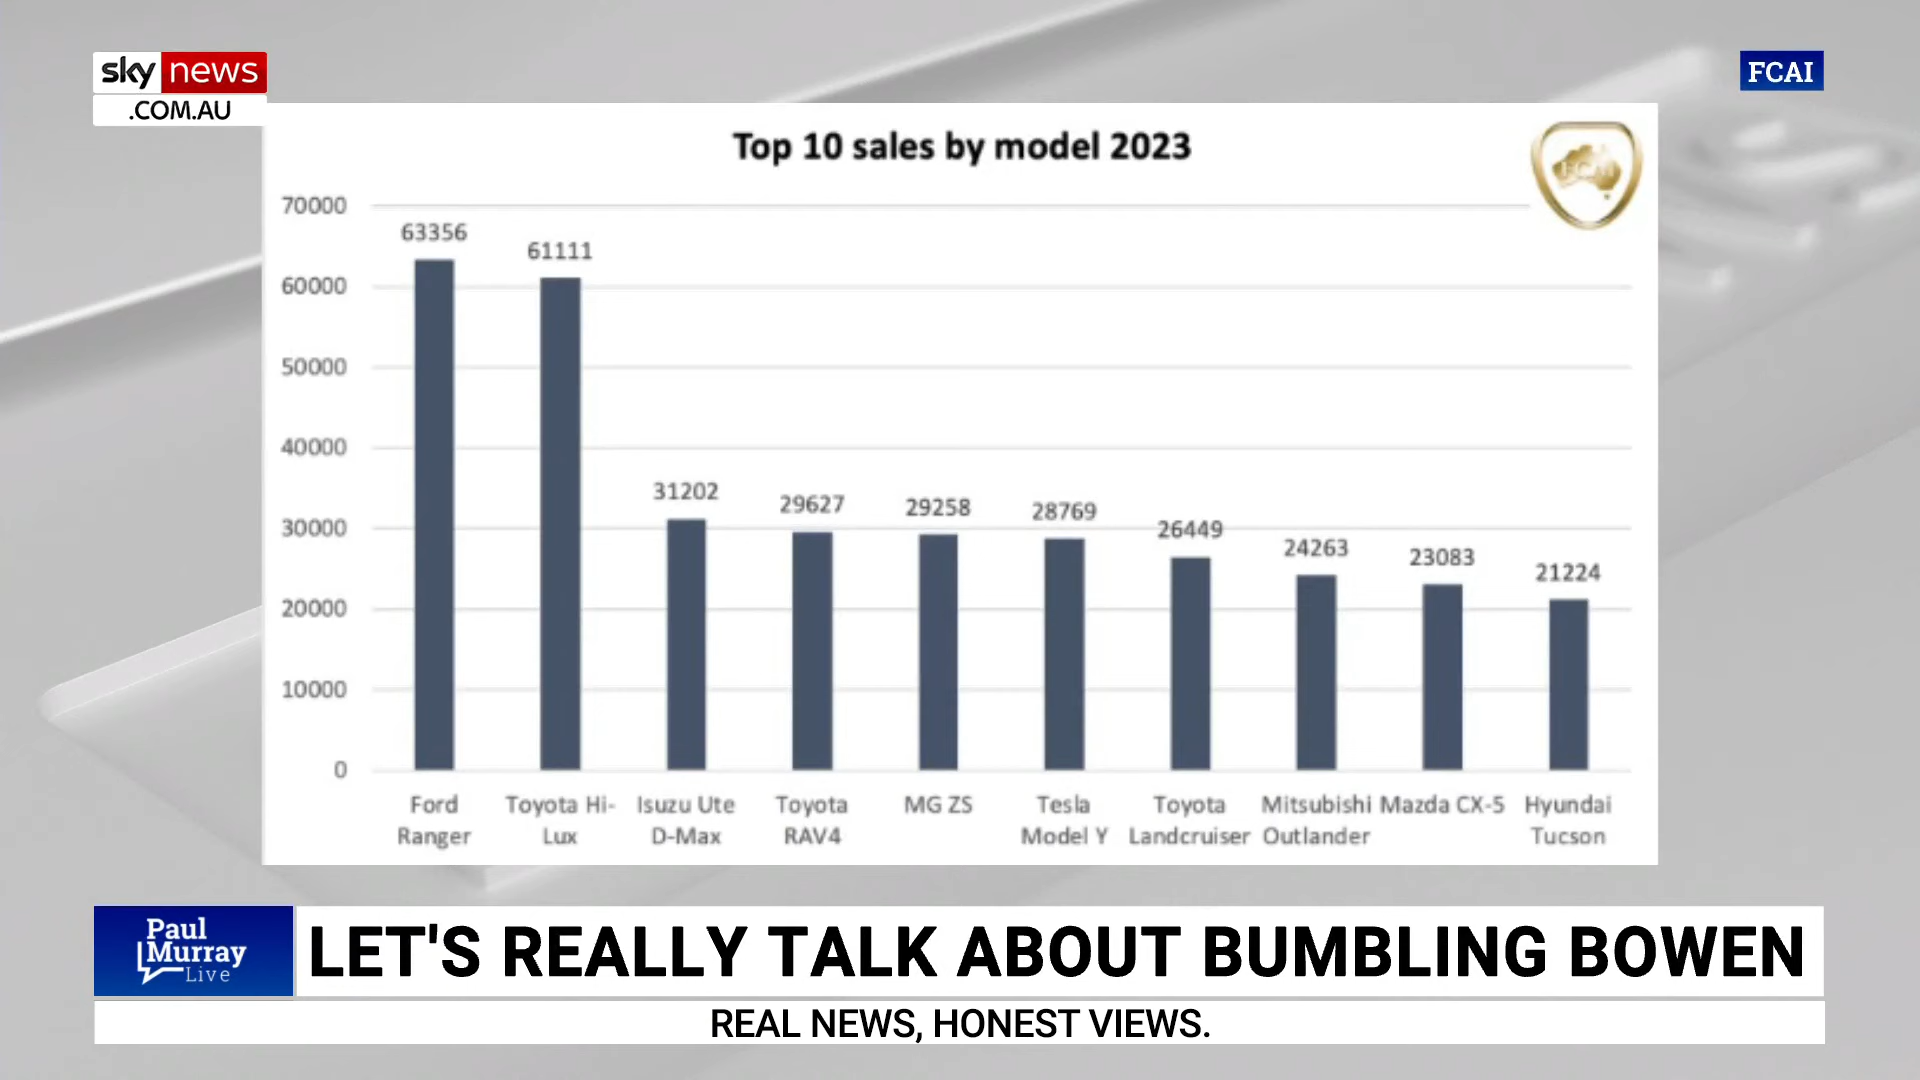 sky news
.COM.AU
FCAI
Top 10 sales by model 2023
FCAI
70000
60000
50000
40000
30000
20000
10000
0
63356
61111
31202
29627
29258
28769
26449
24263
23083
21224
Ford
Ranger
Toyota Hi-
Lux
Isuzu Ute
D-Max
Toyota
RAV4
MG ZS
Tesla
Model Y
Toyota
Landcruiser
Mitsubishi
Outlander
Mazda CX-5
Hyundai
Tucson
Paul
Murray
Live
LET'S REALLY TALK ABOUT BUMBLING BOWEN
REAL NEWS, HONEST VIEWS.